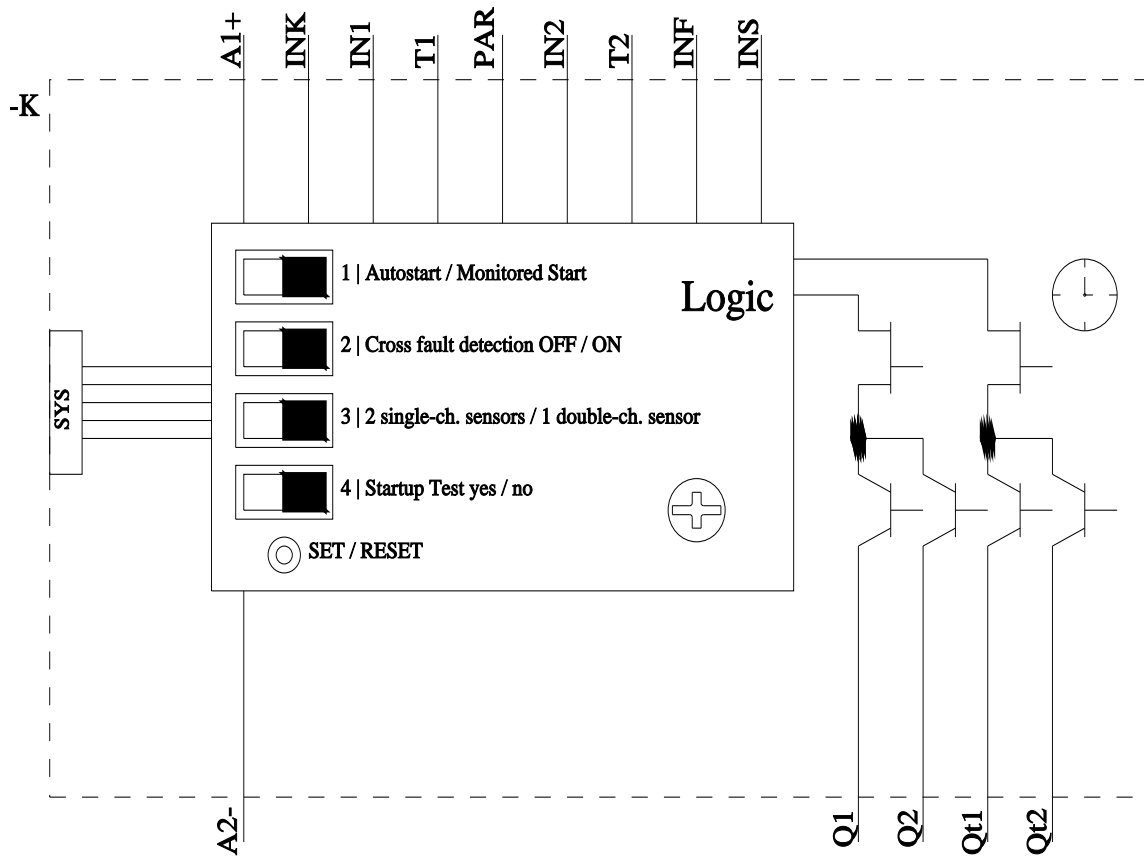 A1+
INK
IN1
T1
PAR
IN2
T2
INF
INS
-K
1 | Autostart / Monitored Start
Logic
2 | Cross fault detection OFF / ON
SYS
3 | 2 single-ch. sensors / 1 double-ch. sensor
4 | Startup Test yes / no
SET / RESET
A2-
Q1
Q2
Qt1
Qt2